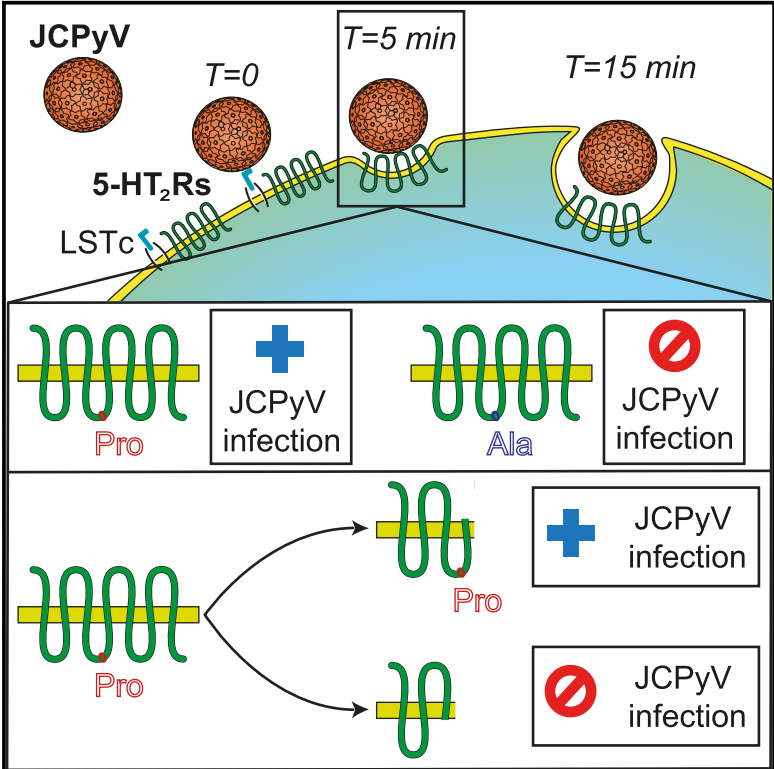 JCPyV
T=0
T=5 min
T=15 min
5-HT₂Rs
LSTc
Pro
JCPyV
infection
Ala
JCPyV
infection
Pro
Pro
JCPyV
infection
JCPyV
infection